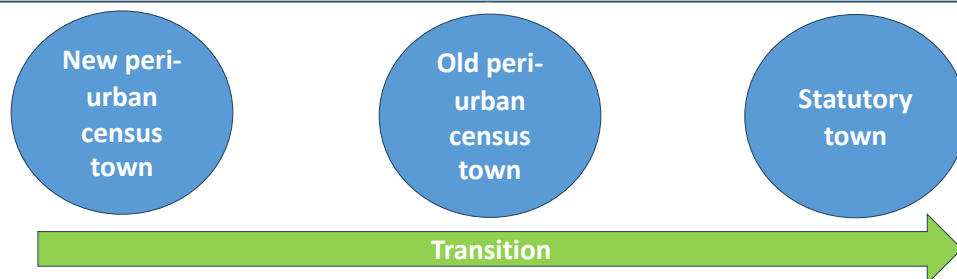 New peri-
urban
census
town
Old peri-
urban
census
town
Statutory
town
Transition